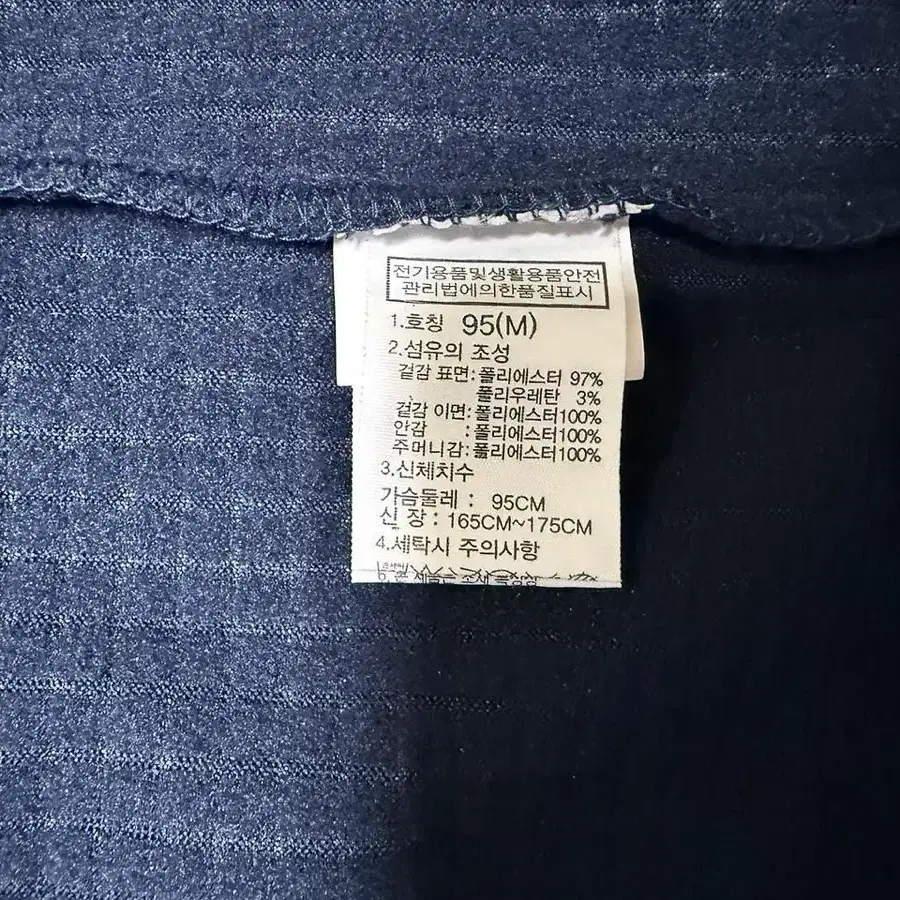 전기용품및생활용품안전
관리법에의한품질표시
1.호칭 95(M)
2.섬유의 조성
겉감 표면:폴리에스터 97%
폴리우레탄 3%
겉감 이면:폴리에스터100%
안감 :폴리에스터100%
주머니감:폴리에스터100%
3.신체치수
가슴둘레 : 95CM
신 장 : 165CM~175CM
4.세탁시 주의사항